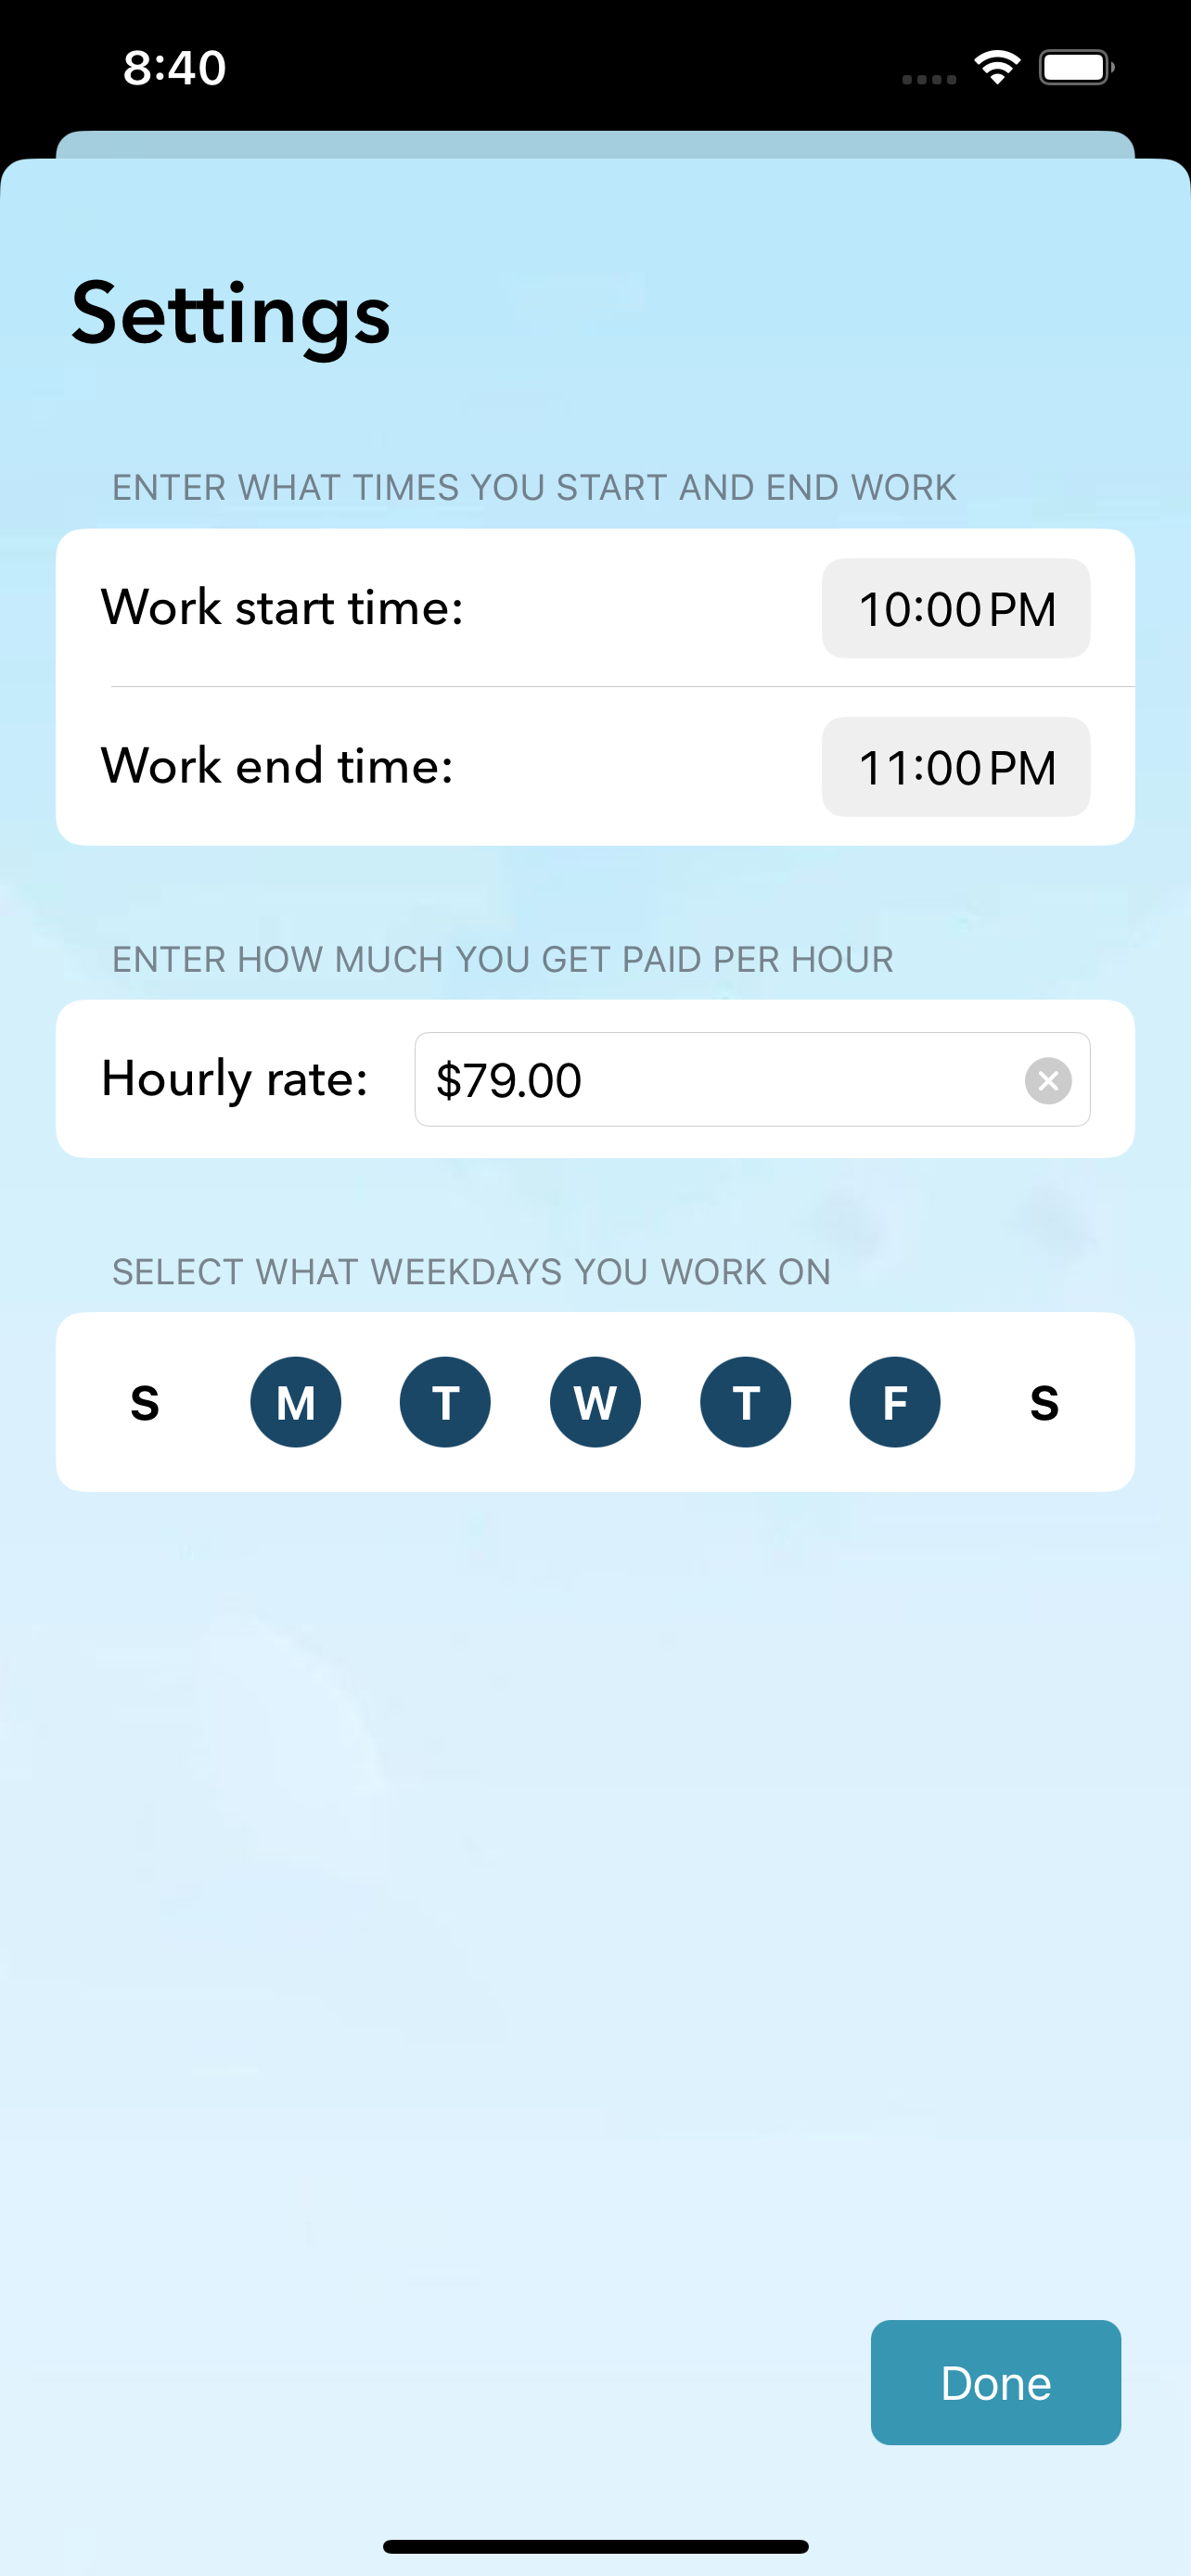 8:40
Settings
ENTER WHAT TIMES YOU START AND END WORK
Work start time: 10:00 PM
Work end time: 11:00 PM
ENTER HOW MUCH YOU GET PAID PER HOUR
Hourly rate: $79.00
SELECT WHAT WEEKDAYS YOU WORK ON
S M T W T F S
Done